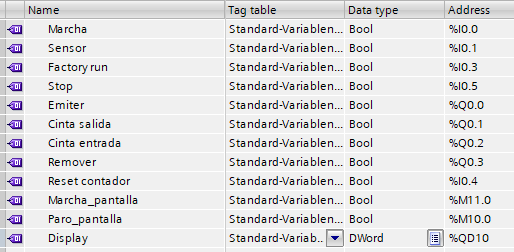 Name Tag table Data type Address
Marcha Standard-Variablen... Bool %I0.0
Sensor Standard-Variablen... Bool %I0.1
Factory run Standard-Variablen... Bool %I0.3
Stop Standard-Variablen... Bool %I0.5
Emiter Standard-Variablen... Bool %Q0.0
Cinta salida Standard-Variablen... Bool %Q0.1
Cinta entrada Standard-Variablen... Bool %Q0.2
Remover Standard-Variablen... Bool %Q0.3
Reset contador Standard-Variablen... Bool %I0.4
Marcha_pantalla Standard-Variablen... Bool %M11.0
Paro_pantalla Standard-Variablen... Bool %M10.0
Display Standard-Variab.. DWord %QD10